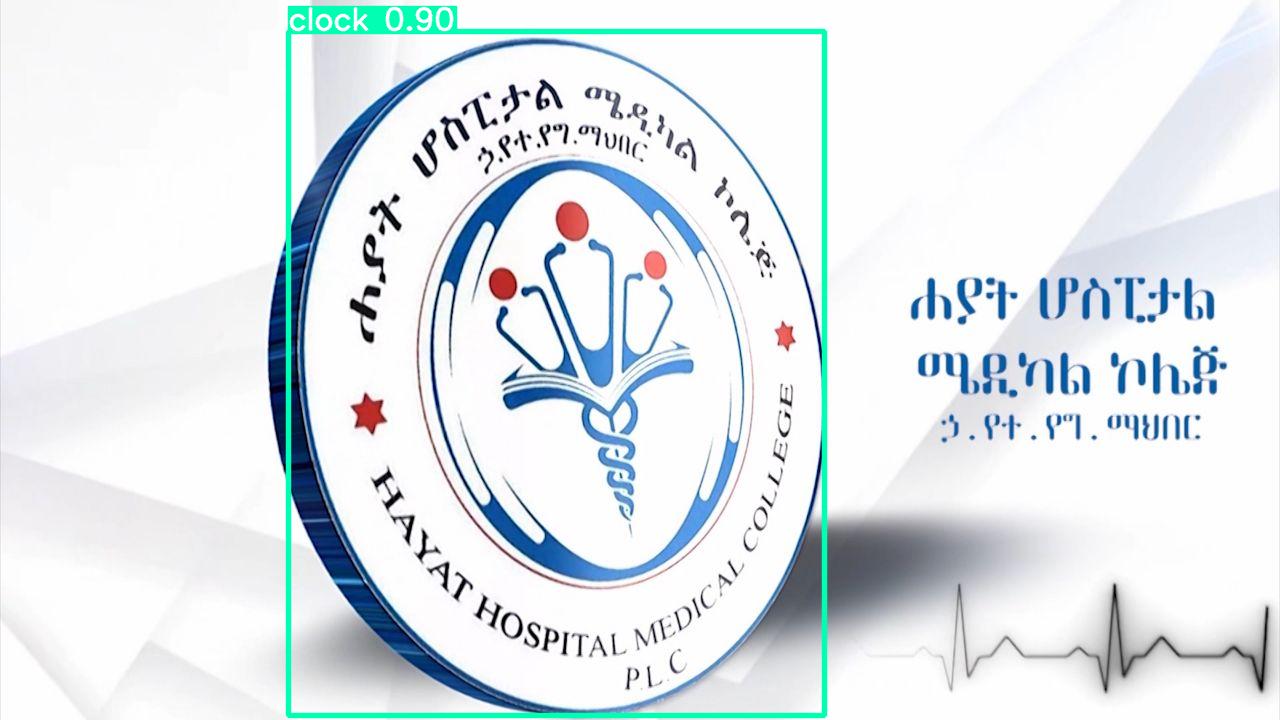 clock 0.90
ሐያት ሆስፒታል ሜዲካል ኮሌጅ
ኃ.የተ.የግ.ማህበር
HAYAT HOSPITAL MEDICAL COLLEGE
P.L.C
ሐያት ሆስፒታል
ሜዲካል ኮሌጅ
ኃ.የተ.የግ.ማህበር